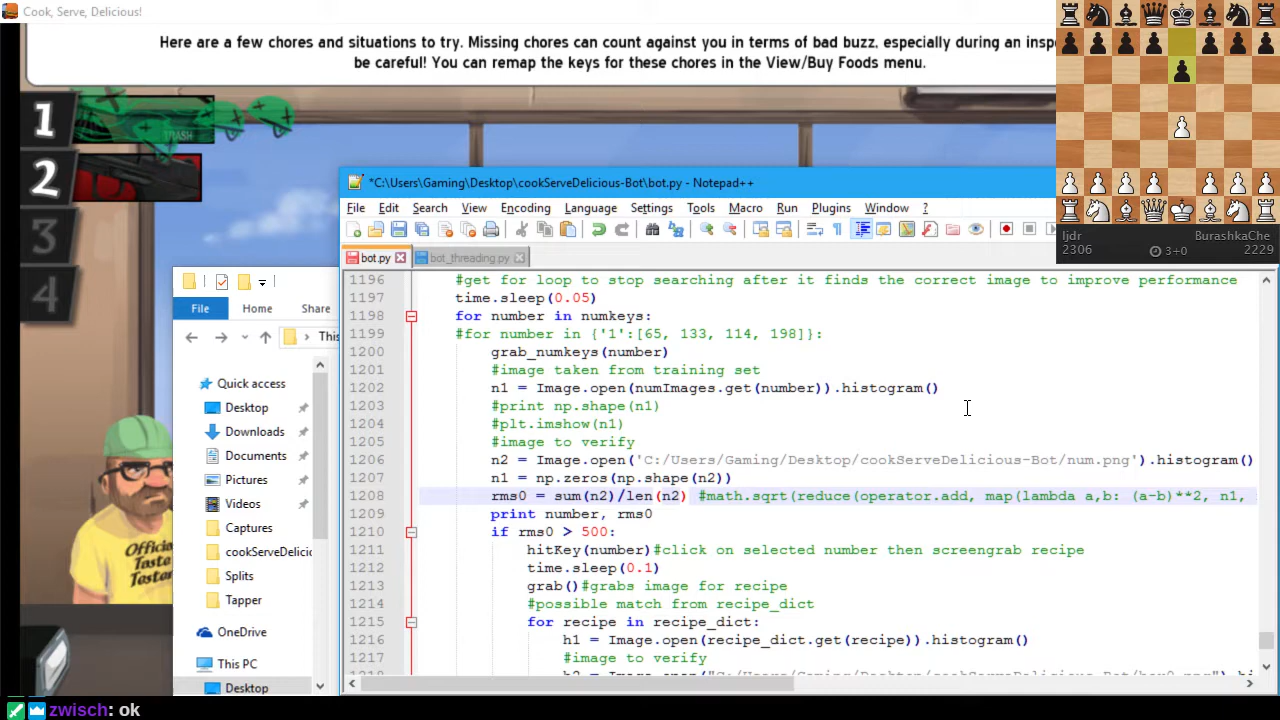 Cook, Serve, Delicious!
Here are a few chores and situations to try. Missing chores can count against you in terms of bad buzz, especially during an insp
be careful! You can remap the keys for these chores in the View/Buy Foods menu.
1
TRASH
2
3
4
ljdr
BurashkaChe
2306
3+0
2229
*C:\Users\Gaming\Desktop\cookServeDelicious-Bot\bot.py - Notepad++
File Edit Search View Encoding Language Settings Tools Macro Run Plugins Window ?
bot.py
bot_threading.py
1196 #get for loop to stop searching after it finds the correct image to improve performance
1197 time.sleep(0.05)
1198 for number in numkeys:
1199 #for number in {'1':[65, 133, 114, 198]}:
1200 grab_numkeys(number)
1201 #image taken from training set
1202 n1 = Image.open(numImages.get(number)).histogram()
1203 #print np.shape(n1)
1204 #plt.imshow(n1)
1205 #image to verify
1206 n2 = Image.open('C:/Users/Gaming/Desktop/cookServeDelicious-Bot/num.png').histogram()
1207 n1 = np.zeros(np.shape(n2))
1208 rms0 = sum(n2)/len(n2) #math.sqrt(reduce(operator.add, map(lambda a,b: (a-b)**2, n1,
1209 print number, rms0
1210 if rms0 > 500:
1211 hitKey(number)#click on selected number then screengrab recipe
1212 time.sleep(0.1)
1213 grab()#grabs image for recipe
1214 #possible match from recipe_dict
1215 for recipe in recipe_dict:
1216 h1 = Image.open(recipe_dict.get(recipe)).histogram()
1217 #image to verify
File
Home
Share
This
Quick access
Desktop
Downloads
Documents
Pictures
Videos
Captures
cookServeDelicio
Splits
Tapper
OneDrive
This PC
Desktop
Official
Taste
Tester
zwisch: ok